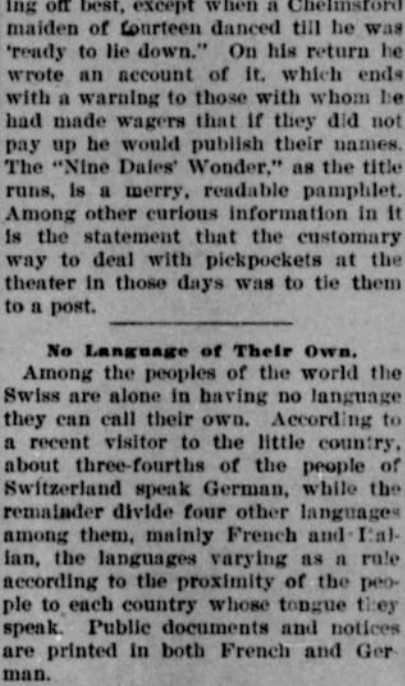 ing off best, except when a Chelmsford
maiden of fourteen danced till he was
'ready to lie down." On his return he
wrote an account of it, which ends
with a warning to those with whom he
had made wagers that if they did not
pay up he would publish their names.
The "Nine Daies' Wonder," as the title
runs, is a merry, readable pamphlet.
Among other curious information in it
is the statement that the customary
way to deal with pickpockets at the
theater in those days was to tie them
to a post.
No Language of Their Own.
Among the peoples of the world the
Swiss are alone in having no language
they can call their own. According to
a recent visitor to the little country,
about three-fourths of the people of
Switzerland speak German, while the
remainder divide four other languages
among them, mainly French and Ital-
ian, the languages varying as a rule
according to the proximity of the peo-
ple to each country whose tongue they
speak. Public documents and notices
are printed in both French and Ger
man.